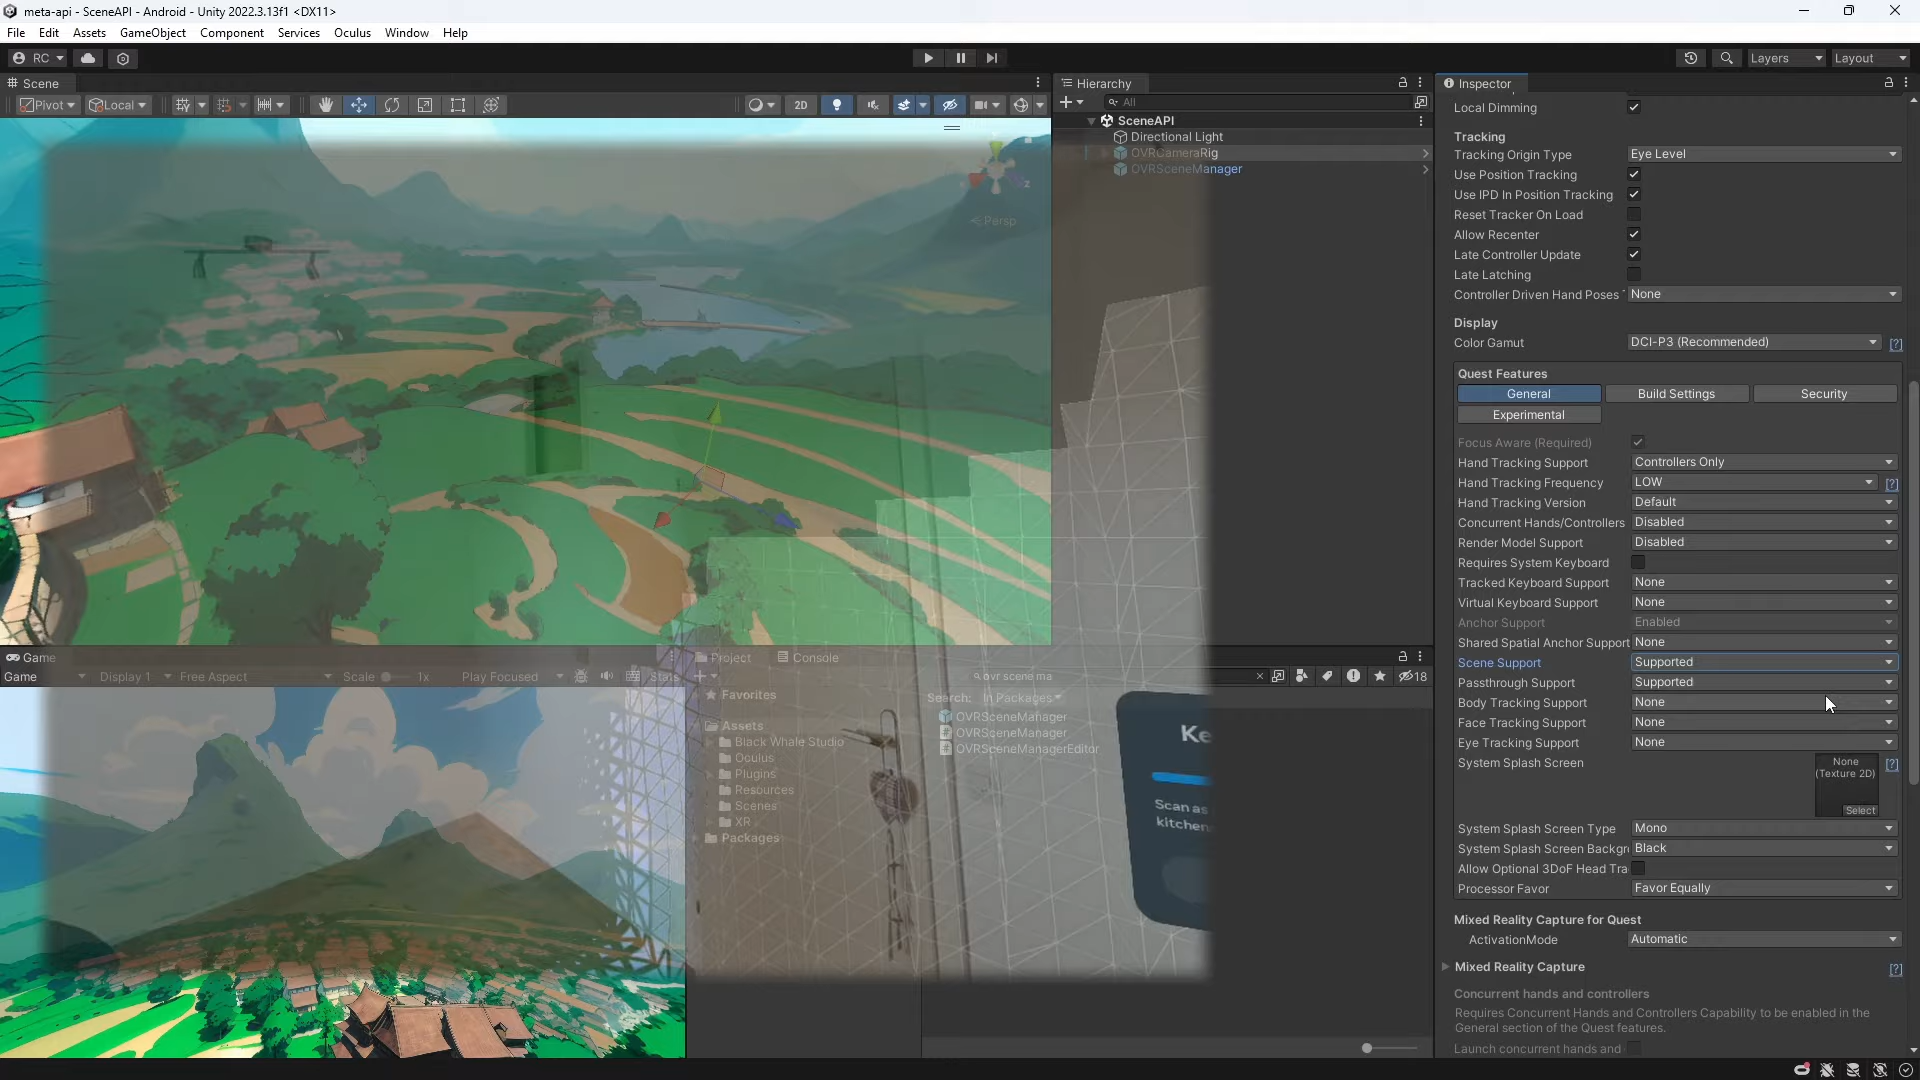 meta-api - SceneAPI - Android - Unity 2022.3.13f1 <DX11>
File Edit Assets GameObject Component Services Oculus Window Help
RC
Layers
Layout
Scene
Pivot
Local
2D
Persp
Hierarchy
All
SceneAPI
Directional Light
OVRCameraRig
OVRSceneManager
Inspector
Local Dimming
Tracking
Tracking Origin Type Eye Level
Use Position Tracking
Use IPD In Position Tracking
Reset Tracker On Load
Allow Recenter
Late Controller Update
Late Latching
Controller Driven Hand Poses None
Display
Color Gamut DCI-P3 (Recommended) [?]
Quest Features
General Build Settings Security
Experimental
Focus Aware (Required)
Hand Tracking Support Controllers Only
Hand Tracking Frequency LOW [?]
Hand Tracking Version Default
Concurrent Hands/Controllers Disabled
Render Model Support Disabled
Requires System Keyboard
Tracked Keyboard Support None
Virtual Keyboard Support None
Anchor Support Enabled
Shared Spatial Anchor Support None
Scene Support Supported
Passthrough Support Supported
Body Tracking Support None
Face Tracking Support None
Eye Tracking Support None
System Splash Screen None [?]
(Texture 2D)
Select
System Splash Screen Type Mono
System Splash Screen Backgr Black
Allow Optional 3DoF Head Tra
Processor Favor Favor Equally
Mixed Reality Capture for Quest
ActivationMode Automatic
Mixed Reality Capture [?]
Concurrent hands and controllers
Requires Concurrent Hands and Controllers Capability to be enabled in the
General section of the Quest features.
Launch concurrent hands and
Game
Game Display 1 Free Aspect Scale 1x Play Focused Stats
Project Console
ovr scene ma
18
Favorites
Assets
Black Whale Studio
Oculus
Plugins
Resources
Scenes
XR
Packages
Search: In Packages
OVRSceneManager
OVRSceneManager
OVRSceneManagerEditor
Ke
Scan as
kitchen